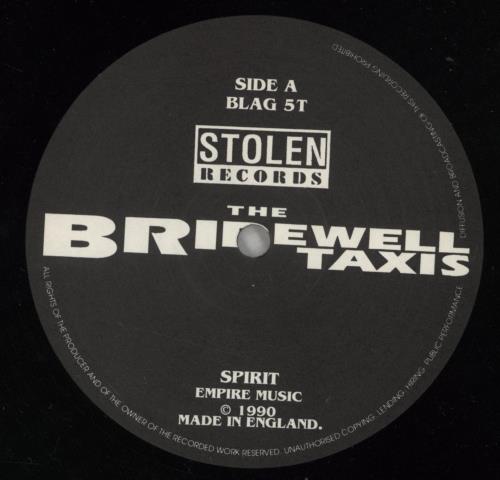 SIDE A
BLAG 5T
STOLEN
RECORDS
THE
BRIDEWELL
TAXIS
SPIRIT
EMPIRE MUSIC
© 1990
MADE IN ENGLAND.
ALL RIGHTS OF THE PRODUCER AND OF THE OWNER OF THE RECORDED WORK RESERVED. UNAUTHORISED COPYING LENDING HIRING PUBLIC PERFORMANCE DIFFUSION AND BROADCASTING OF THIS RECORDING PROHIBITED